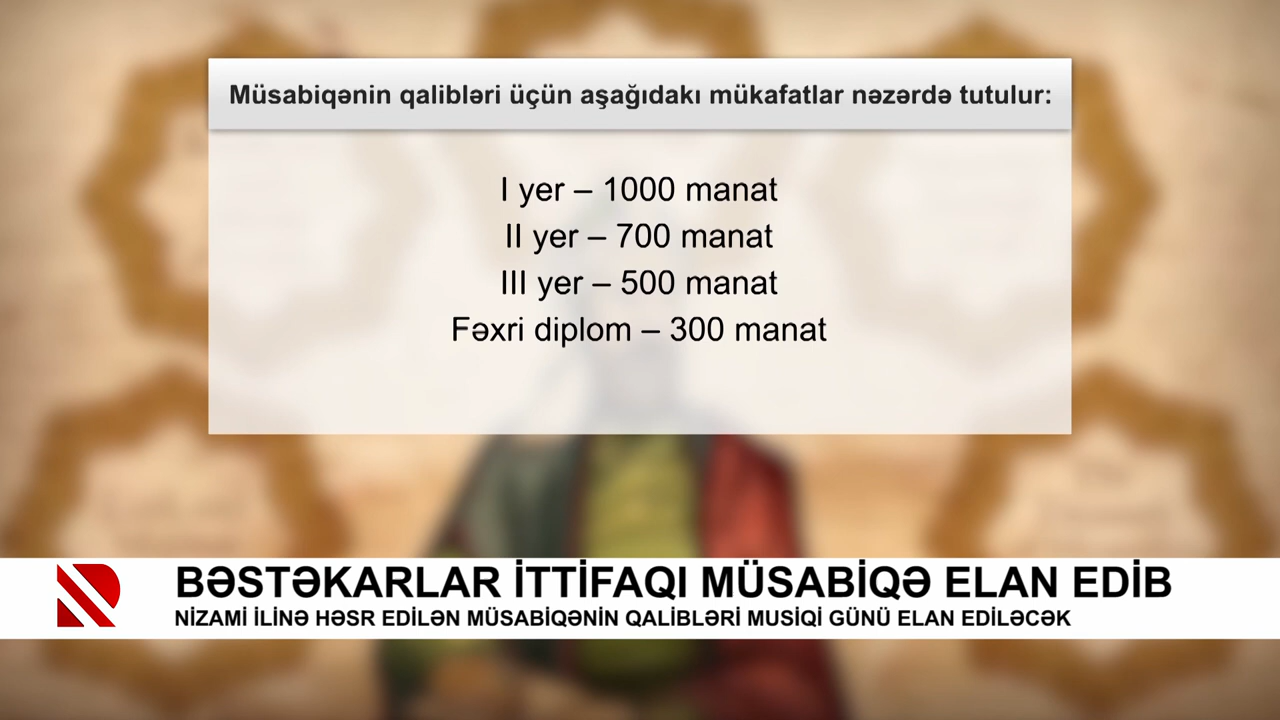 Müsabiqənin qalibləri üçün aşağıdakı mükafatlar nəzərdə tutulur:
I yer – 1000 manat
II yer – 700 manat
III yer – 500 manat
Fəxri diplom – 300 manat
BƏSTƏKARLAR İTTİFAQI MÜSABİQƏ ELAN EDİB
NİZAMİ İLİNƏ HƏSR EDİLƏN MÜSABİQƏNİN QALİBLƏRİ MUSİQİ GÜNÜ ELAN EDİLƏCƏK